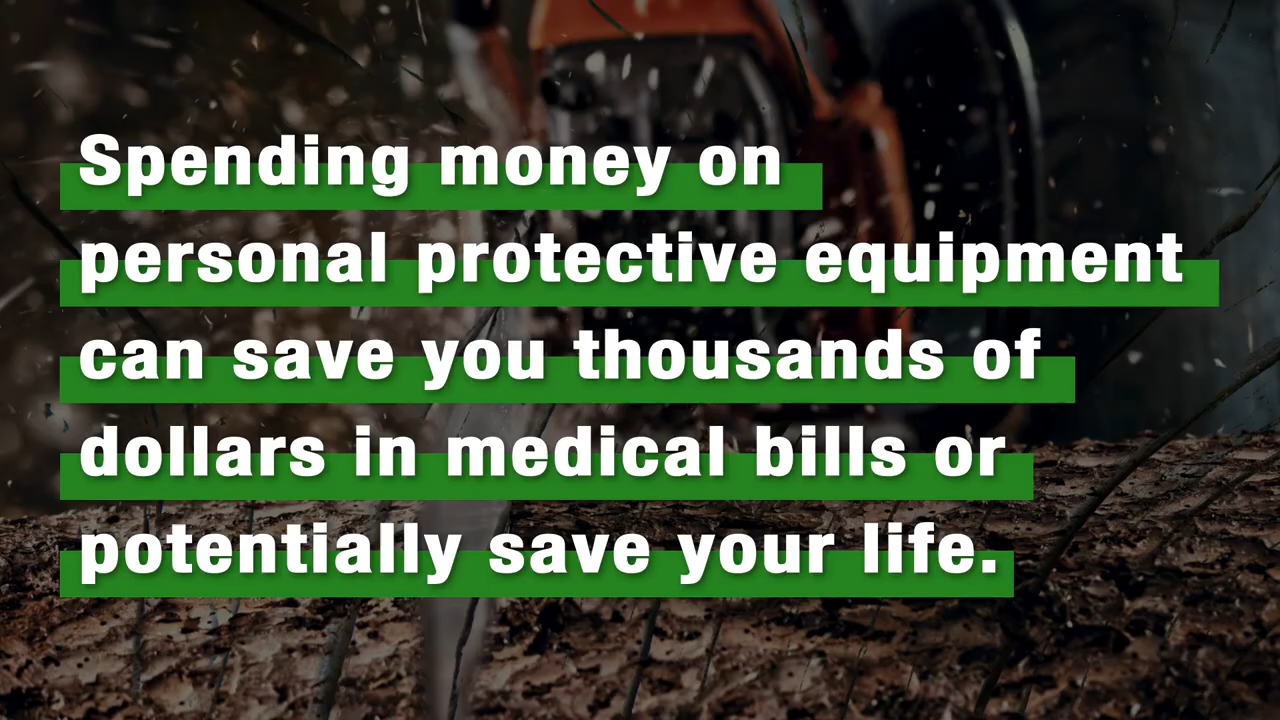 Spending money on
personal protective equipment
can save you thousands of
dollars in medical bills or
potentially save your life.